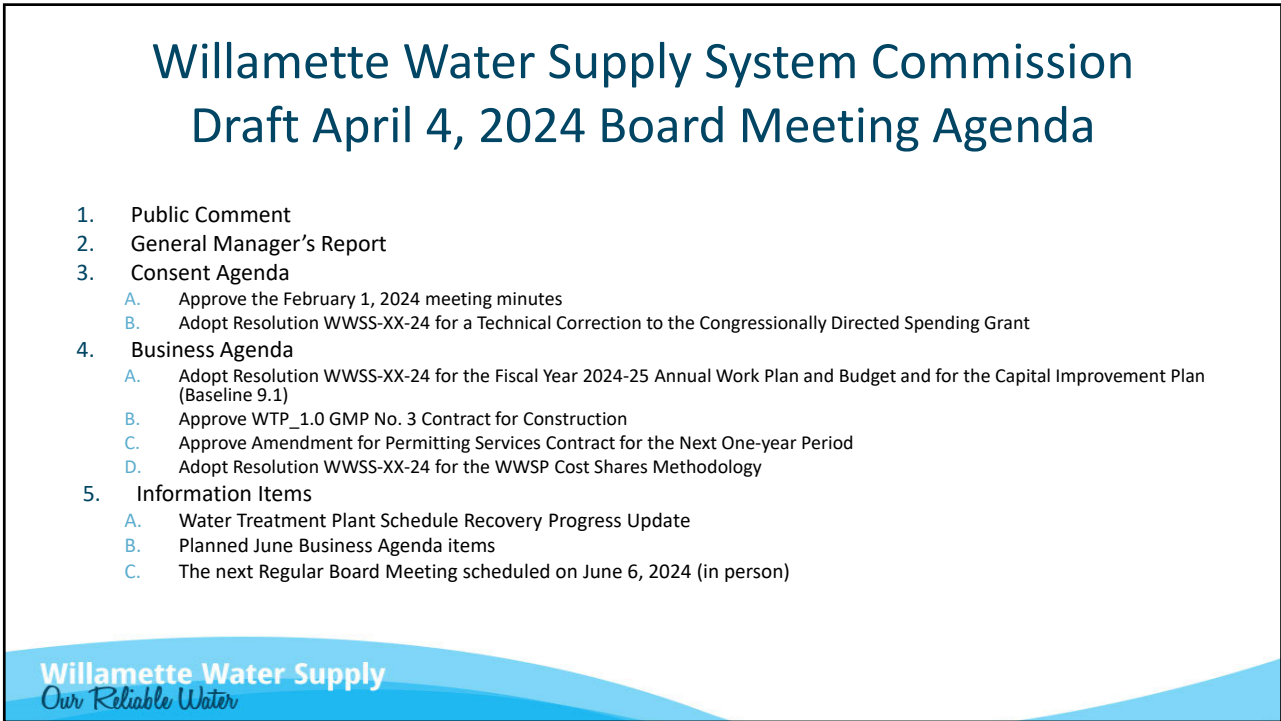 Willamette Water Supply System Commission
Draft April 4, 2024 Board Meeting Agenda
1. Public Comment
2. General Manager’s Report
3. Consent Agenda
A. Approve the February 1, 2024 meeting minutes
B. Adopt Resolution WWSS-XX-24 for a Technical Correction to the Congressionally Directed Spending Grant
4. Business Agenda
A. Adopt Resolution WWSS-XX-24 for the Fiscal Year 2024-25 Annual Work Plan and Budget and for the Capital Improvement Plan
(Baseline 9.1)
B. Approve WTP_1.0 GMP No. 3 Contract for Construction
C. Approve Amendment for Permitting Services Contract for the Next One-year Period
D. Adopt Resolution WWSS-XX-24 for the WWSP Cost Shares Methodology
5. Information Items
A. Water Treatment Plant Schedule Recovery Progress Update
B. Planned June Business Agenda items
C. The next Regular Board Meeting scheduled on June 6, 2024 (in person)
Willamette Water Supply
Our Reliable Water